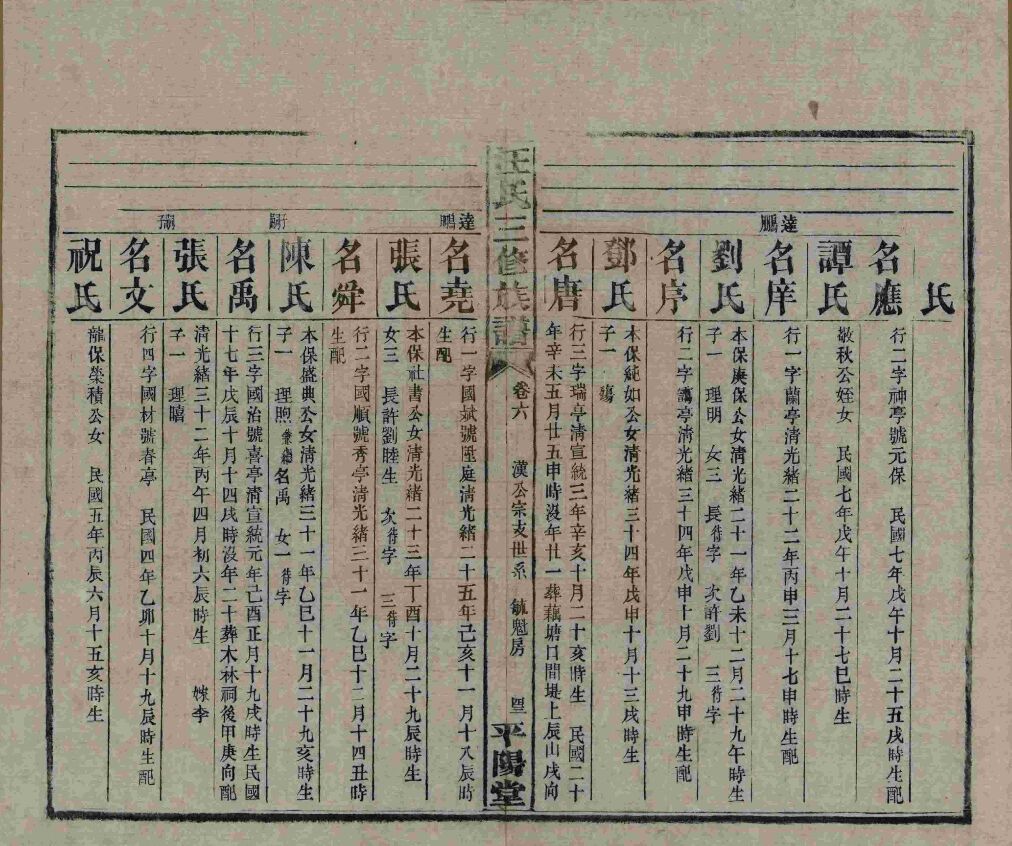 氏
名應
行二字神亭號元保　民國七年戊午十月二十五戌時生配
譚氏
敬秋公姪女　民國七年戊午十月二十七巳時生
達鵬
名庠
行一字蘭亭清光緒二十二年丙申三月十七申時生配
劉氏
本保庚保公女清光緒二十一年乙未十二月二十九午時生
子一　理明　女三　長待字　次許劉　三待字
名序
行二字謁亭清光緒三十四年戊申十月二十九申時生配
鄧氏
本保純如公女清光緒三十四年戊申十月十三戌時生
子一　殤
名唐
行三字瑞亭清宣統三年辛亥十月二十亥時生　民國二十
年辛未五月廿五申時沒年廿一葬藕塘口間堤上辰山戌向
汪氏三修族譜
卷六　漢公宗支世系　毓魁房
平陽堂
達鵬
名堯
行一字國斌號 庭清光緒二十五年己亥十一月十八辰時
生配
張氏
本保社書公女清光緒二十三年丁酉十月二十九辰時生
女三　長許劉睦生　次待字　三待字
名舜
行二字國順號秀亭清光緒三十一年乙巳十二月十四丑時
生配
嗣子
陳氏
本保盛典公女清光緒三十一年乙巳十一月二十九亥時生
子一　理煦兼祧名禹　女一待字
名禹
行三字國治號喜亭清宣統元年己酉正月十九戌時生民國
十七年戊辰十月十四戌時沒年二十葬木林祠後甲庚向配
嗣子
張氏
清光緒三十二年丙午四月初六辰時生　嫁李
子一　理瞦
名文
行四字國材號春亭　民國四年乙卯十月十九辰時生配
祝氏
龍保榮積公女　民國五年丙辰六月十五亥時生